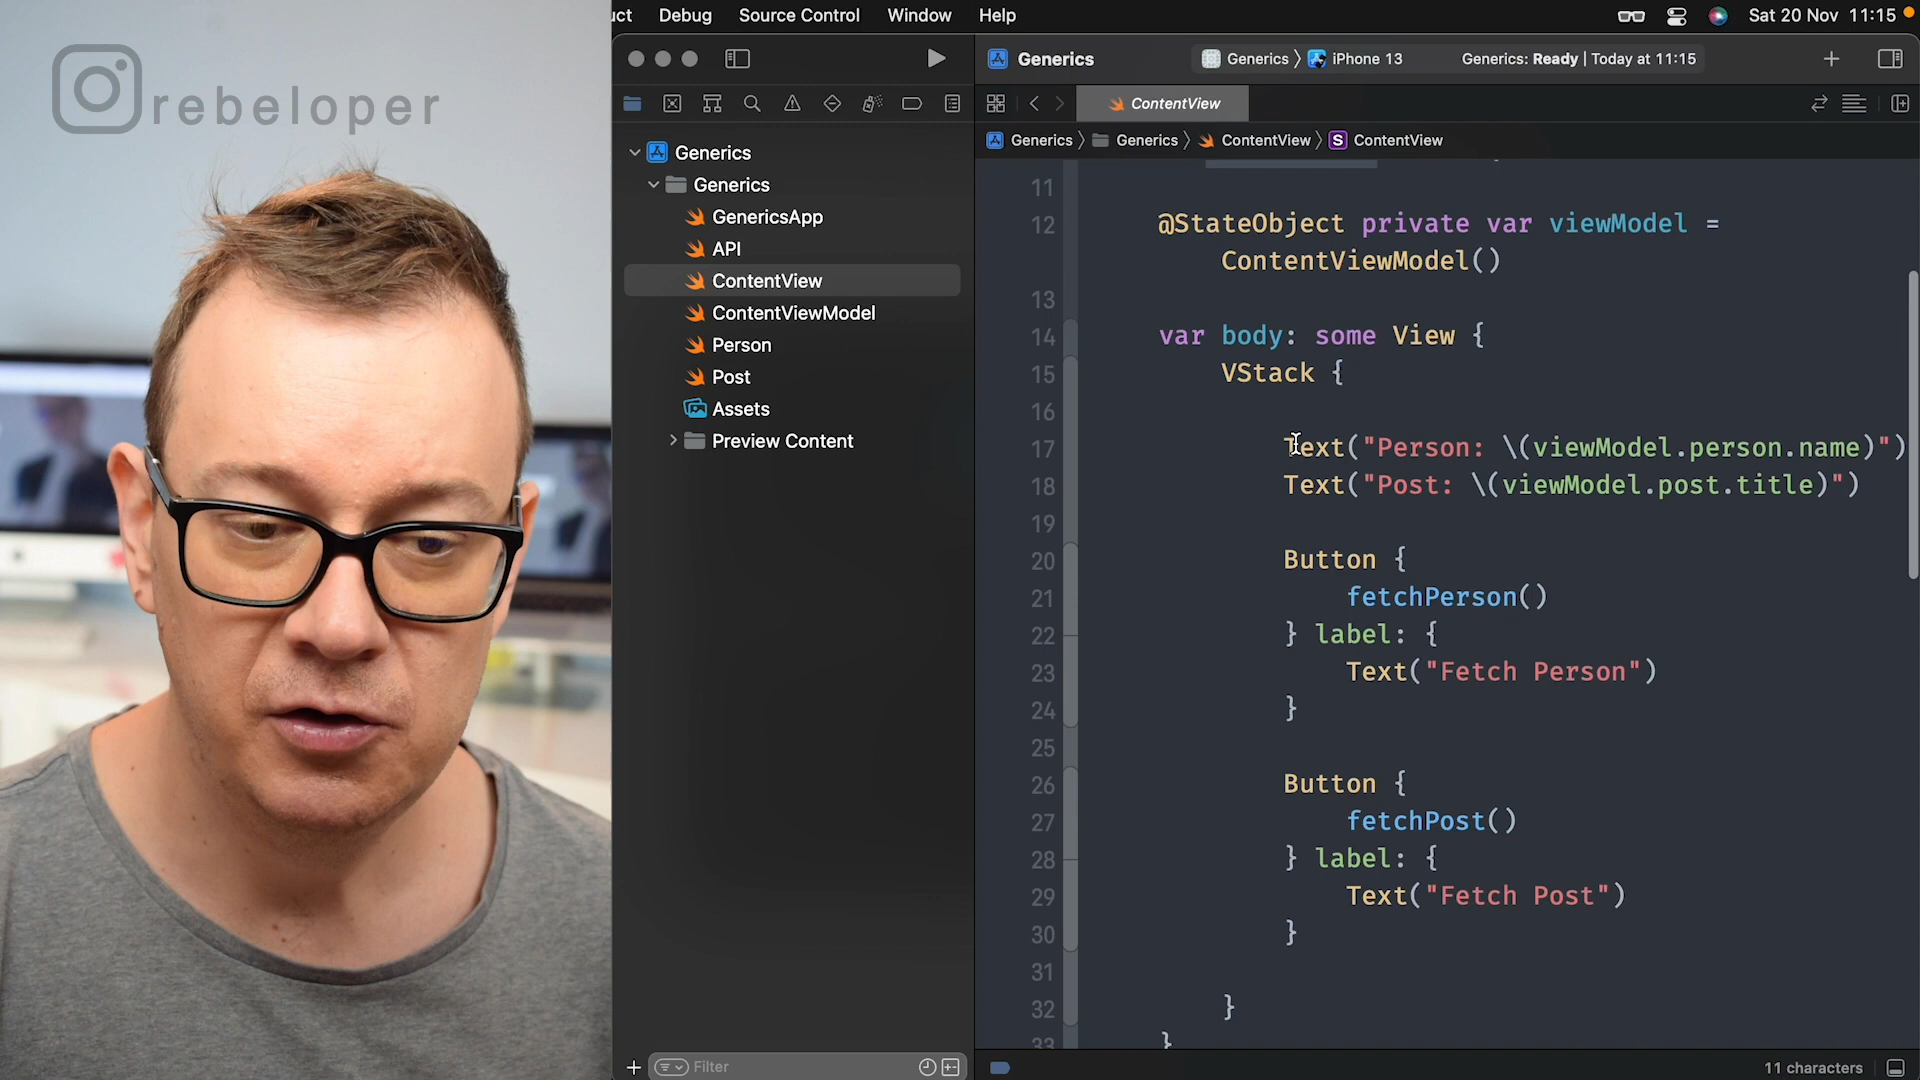 rebeloper
uct Debug Source Control Window Help Sat 20 Nov 11:15
Generics Generics iPhone 13 Generics: Ready | Today at 11:15
ContentView
Generics Generics ContentView S ContentView
Generics
Generics
GenericsApp
API
ContentView
ContentViewModel
Person
Post
Assets
Preview Content
11
12 @StateObject private var viewModel =
ContentViewModel()
13
14 var body: some View {
15 VStack {
16
17 Text("Person: \(viewModel.person.name)")
18 Text("Post: \(viewModel.post.title)")
19
20 Button {
21 fetchPerson()
22 } label: {
23 Text("Fetch Person")
24 }
25
26 Button {
27 fetchPost()
28 } label: {
29 Text("Fetch Post")
30 }
31
32 }
33 }
Filter
11 characters